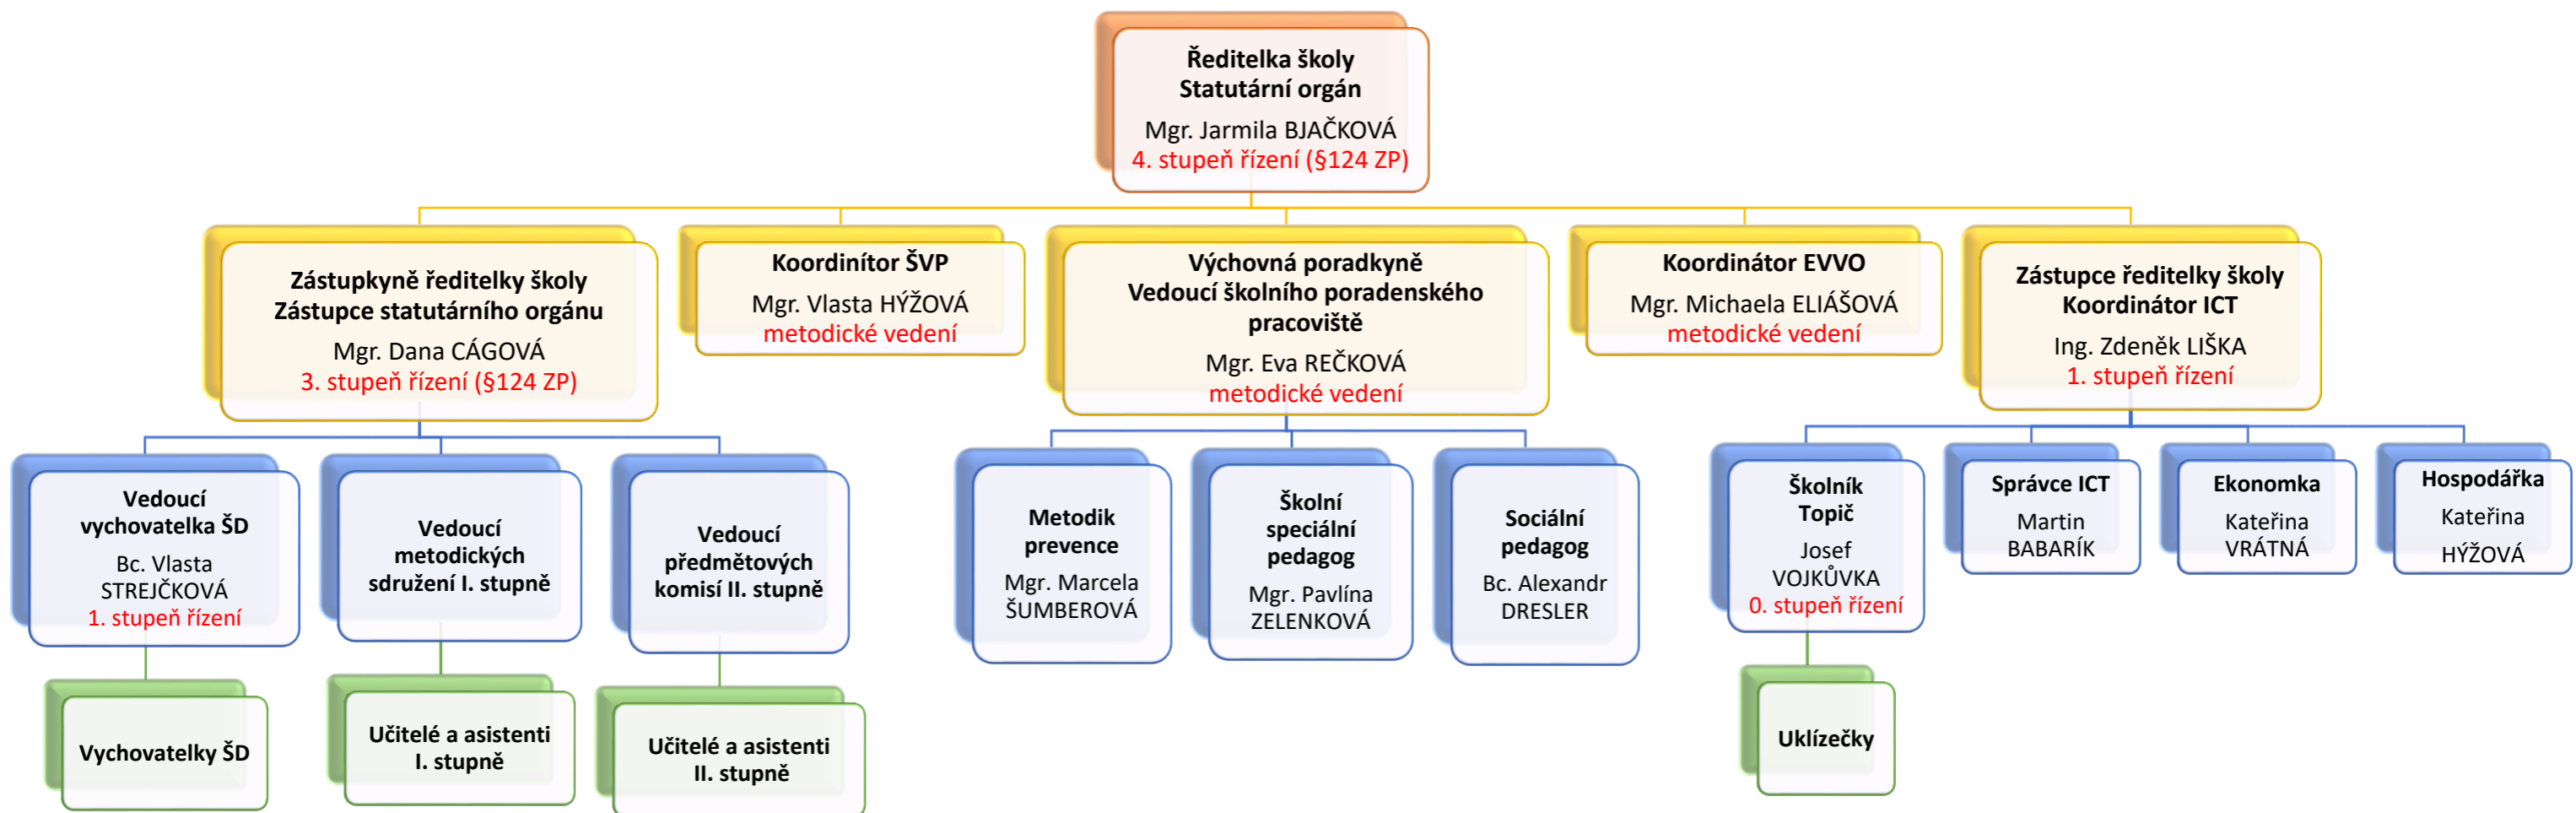 Ředitelka školy
Statutární orgán
Mgr. Jarmila BJAČKOVÁ
4. stupeň řízení (§124 ZP)
Zástupkyně ředitelky školy
Zástupce statutárního orgánu
Mgr. Dana CÁGOVÁ
3. stupeň řízení (§124 ZP)
Koordinítor ŠVP
Mgr. Vlasta HÝŽOVÁ
metodické vedení
Výchovná poradkyně
Vedoucí školního poradenského
pracoviště
Mgr. Eva REČKOVÁ
metodické vedení
Koordinátor EVVO
Mgr. Michaela ELIÁŠOVÁ
metodické vedení
Zástupce ředitelky školy
Koordinátor ICT
Ing. Zdeněk LIŠKA
1. stupeň řízení
Vedoucí
vychovatelka ŠD
Bc. Vlasta
STREJČKOVÁ
1. stupeň řízení
Vedoucí
metodických
sdružení I. stupně
Vedoucí
předmětových
komisí II. stupně
Metodik
prevence
Mgr. Marcela
ŠUMBEROVÁ
Školní
speciální
pedagog
Mgr. Pavlína
ZELENKOVÁ
Sociální
pedagog
Bc. Alexandr
DRESLER
Školník
Topič
Josef
VOJKŮVKA
0. stupeň řízení
Správce ICT
Martin
BABARÍK
Ekonomka
Kateřina
VRÁTNÁ
Hospodářka
Kateřina
HÝŽOVÁ
Vychovatelky ŠD
Učitelé a asistenti
I. stupně
Učitelé a asistenti
II. stupně
Uklízečky